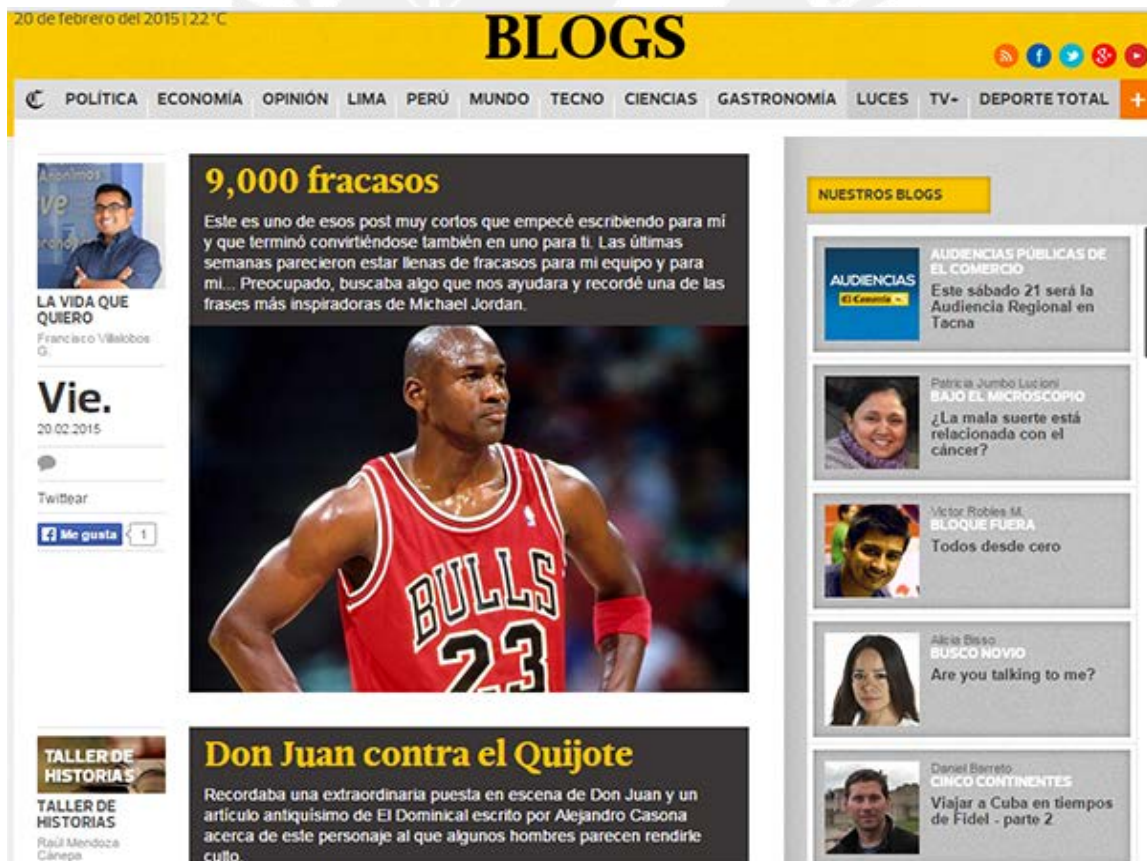 20 de febrero del 2015 | 22 °C
BLOGS
POLÍTICA ECONOMÍA OPINIÓN LIMA PERÚ MUNDO TECNO CIENCIAS GASTRONOMÍA LUCES TV+ DEPORTE TOTAL +
Anónimos
ve
LA VIDA QUE
QUIERO
Francisco Villalobos
G.
Vie.
20.02.2015
Twittear
Me gusta 1
9,000 fracasos
Este es uno de esos post muy cortos que empecé escribiendo para mí
y que terminó convirtiéndose también en uno para ti. Las últimas
semanas parecieron estar llenas de fracasos para mi equipo y para
mi... Preocupado, buscaba algo que nos ayudara y recordé una de las
frases más inspiradoras de Michael Jordan.
BULLS
23
TALLER DE
HISTORIAS
TALLER DE
HISTORIAS
Raúl Mendoza
Cánepa
Don Juan contra el Quijote
Recordaba una extraordinaria puesta en escena de Don Juan y un
artículo antiquísimo de El Dominical escrito por Alejandro Casona
acerca de este personaje al que algunos hombres parecen rendirle
culto.
NUESTROS BLOGS
AUDIENCIAS
El Comercio
AUDIENCIAS PÚBLICAS DE
EL COMERCIO
Este sábado 21 será la
Audiencia Regional en
Tacna
Patricia Jumbo Lucioni
BAJO EL MICROSCOPIO
¿La mala suerte está
relacionada con el
cáncer?
Victor Robles M.
BLOQUE FUERA
Todos desde cero
Alicia Bisso
BUSCO NOVIO
Are you talking to me?
Daniel Barreto
CINCO CONTINENTES
Viajar a Cuba en tiempos
de Fidel - parte 2